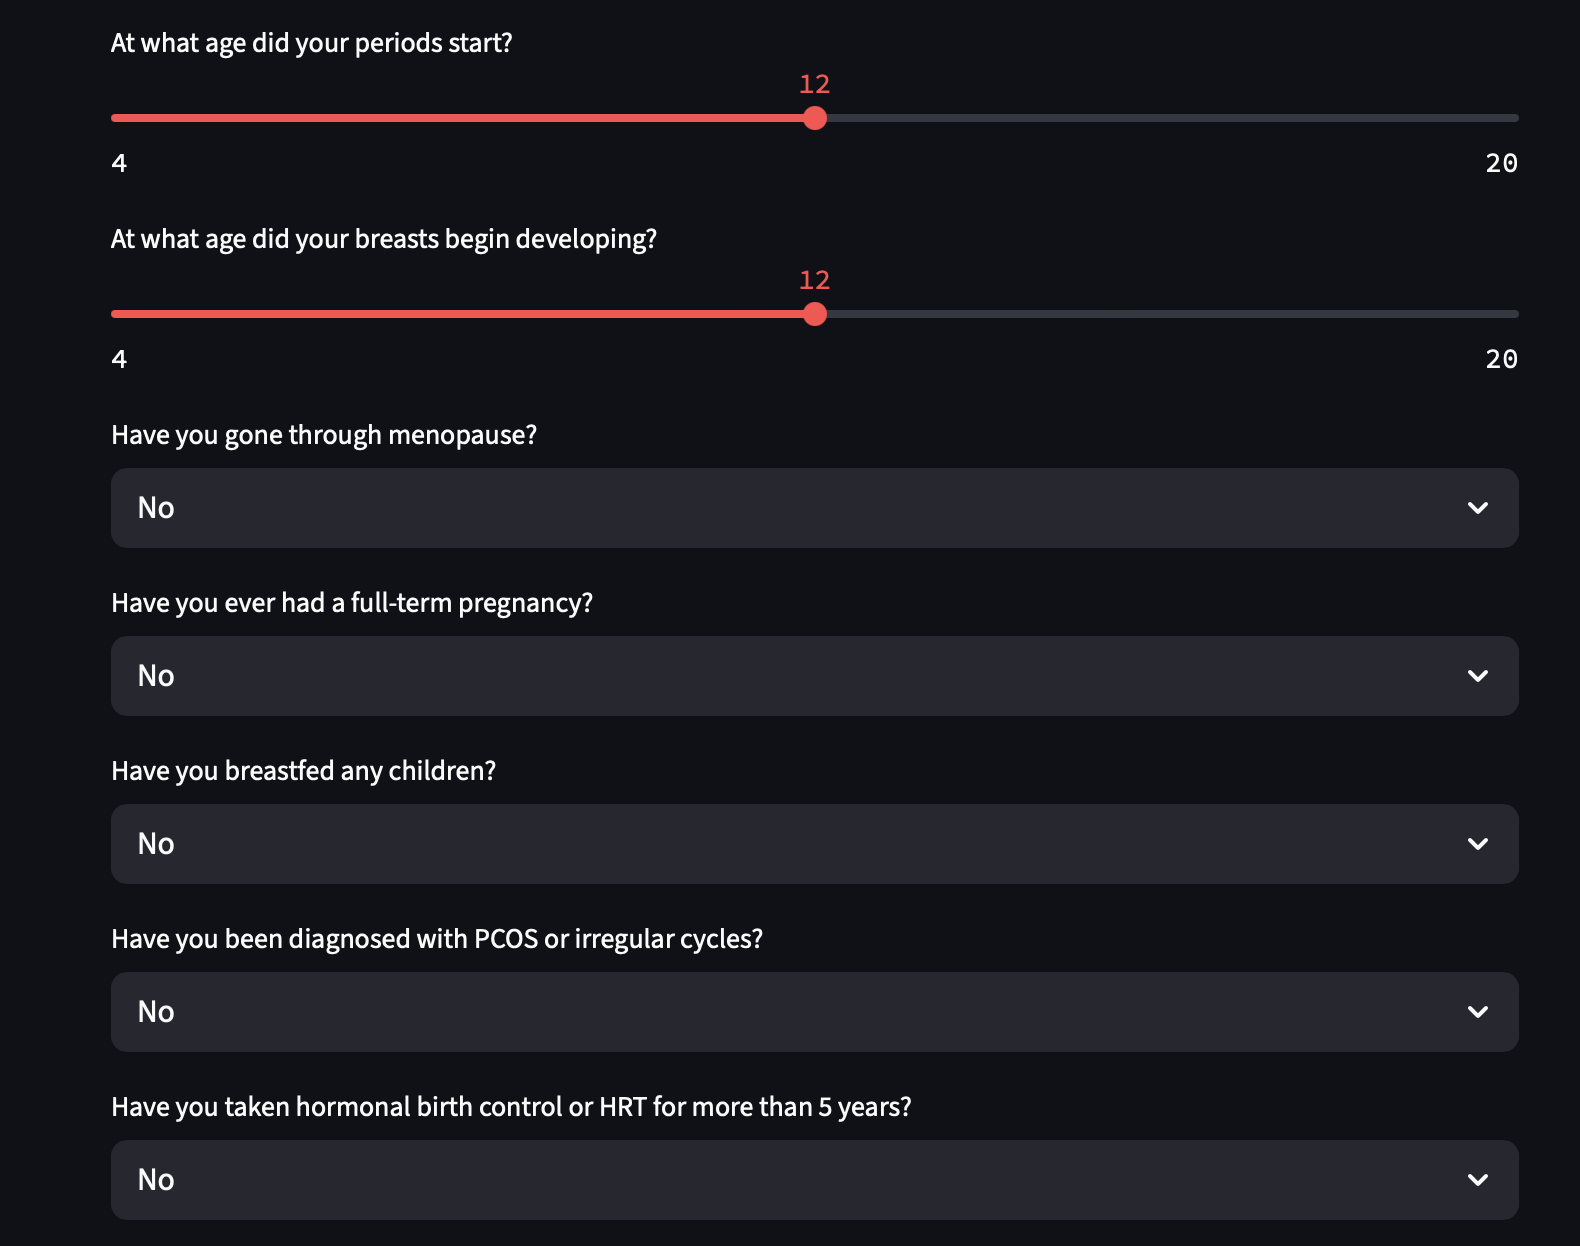 At what age did your periods start?
12
4
20
At what age did your breasts begin developing?
12
4
20
Have you gone through menopause?
No
Have you ever had a full-term pregnancy?
No
Have you breastfed any children?
No
Have you been diagnosed with PCOS or irregular cycles?
No
Have you taken hormonal birth control or HRT for more than 5 years?
No